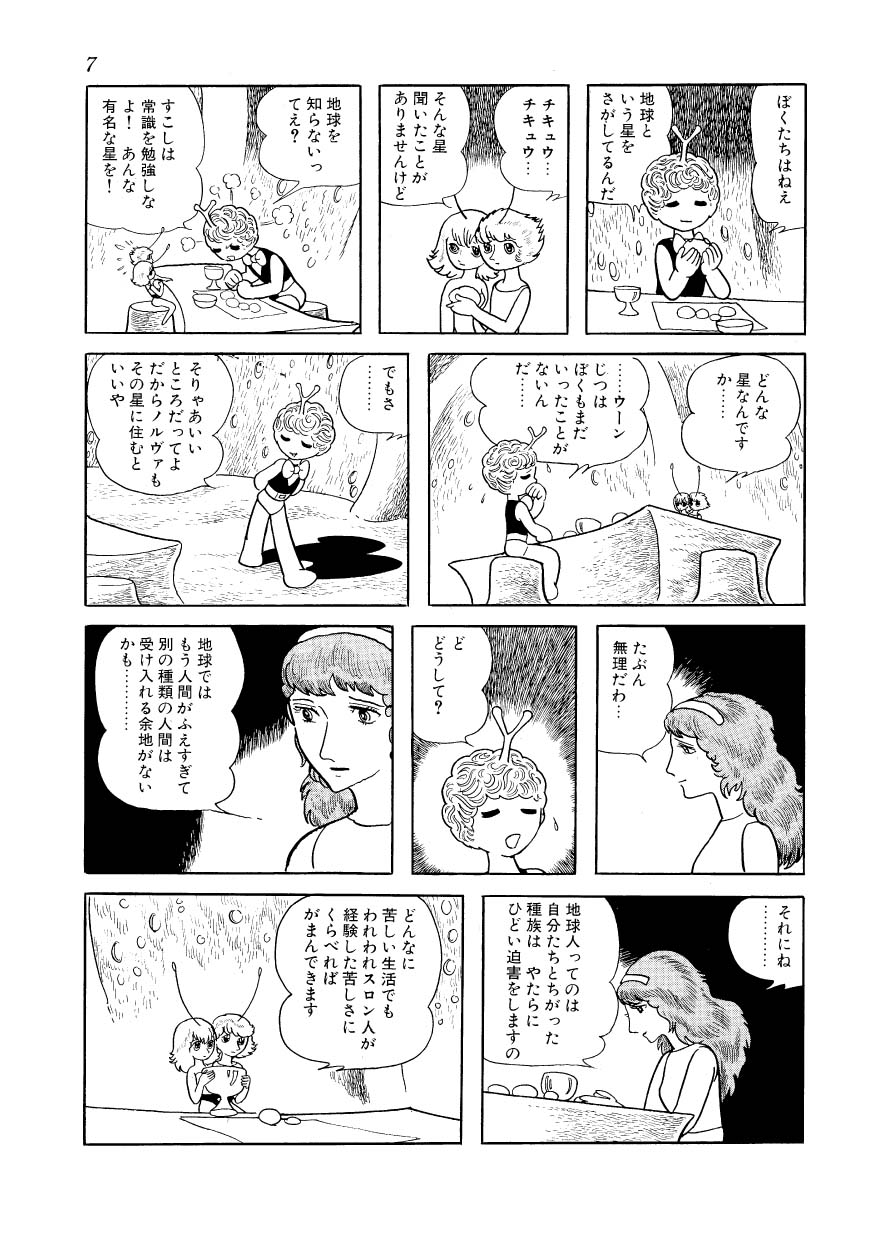 7
ぼくたちはねえ
地球と
いう星を
さがしてるんだ
チキュウ…
チキュウ…
そんな星
聞いたことが
ありませんけど
地球を
知らないっ
てえ?
すこしは
常識を勉強しな
よ! あんな
有名な星を!
どんな
星なんです
か……
……ウーン
じつは
ぼくもまだ
いったことが
ないん
だ……
でもさ
………
そりゃあいい
ところだってよ
だからノルヴァも
その星に住むと
いいや
たぶん
無理だわ…
ど
どうして?
地球では
もう人間がふえすぎて
別の種類の人間は
受け入れる余地がない
かも…………
それにね
…………
地球人ってのは
自分たちとちがった
種族は やたらに
ひどい迫害をしますの
どんなに
苦しい生活でも
われわれスロン人が
経験した苦しさに
くらべれば
がまんできます